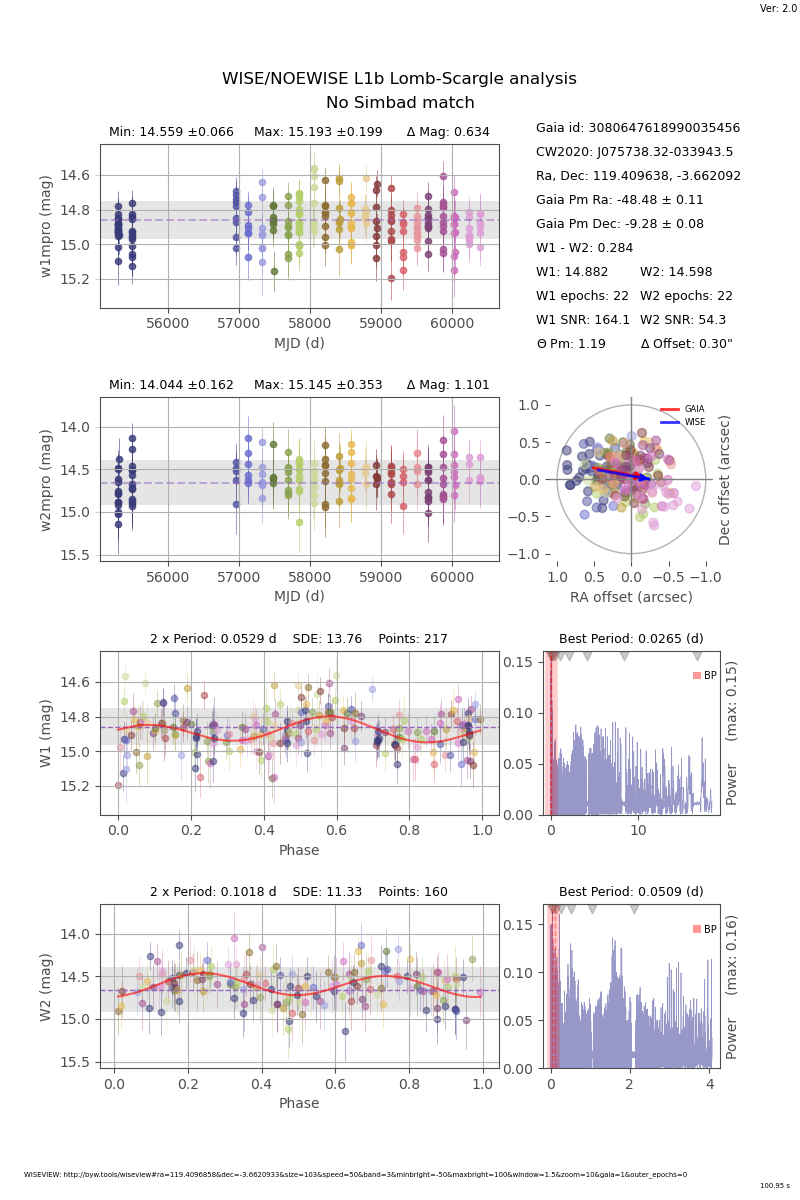 Ver: 2.0
WISE/NOEWISE L1b Lomb-Scargle analysis
No Simbad match
Min: 14.559 ±0.066 Max: 15.193 ±0.199 Δ Mag: 0.634
14.6
14.8
15.0
15.2
w1mpro (mag)
56000 57000 58000 59000 60000
MJD (d)
Gaia id: 3080647618990035456
CW2020: J075738.32-033943.5
Ra, Dec: 119.409638, -3.662092
Gaia Pm Ra: -48.48 ± 0.11
Gaia Pm Dec: -9.28 ± 0.08
W1 - W2: 0.284
W1: 14.882 W2: 14.598
W1 epochs: 22 W2 epochs: 22
W1 SNR: 164.1 W2 SNR: 54.3
Θ Pm: 1.19 Δ Offset: 0.30"
Min: 14.044 ±0.162 Max: 15.145 ±0.353 Δ Mag: 1.101
14.0
14.5
15.0
15.5
w2mpro (mag)
56000 57000 58000 59000 60000
MJD (d)
1.0
0.5
0.0
−0.5
−1.0
GAIA
WISE
Dec offset (arcsec)
1.0 0.5 0.0 −0.5 −1.0
RA offset (arcsec)
2 x Period: 0.0529 d SDE: 13.76 Points: 217
14.6
14.8
15.0
15.2
W1 (mag)
0.0 0.2 0.4 0.6 0.8 1.0
Phase
Best Period: 0.0265 (d)
0.15
0.10
0.05
0.00
BP
Power (max: 0.15)
0 10
2 x Period: 0.1018 d SDE: 11.33 Points: 160
14.0
14.5
15.0
15.5
W2 (mag)
0.0 0.2 0.4 0.6 0.8 1.0
Phase
Best Period: 0.0509 (d)
0.15
0.10
0.05
0.00
BP
Power (max: 0.16)
0 2 4
WISEVIEW: http://byw.tools/wiseview#ra=119.4096858&dec=-3.6620933&size=103&speed=50&band=3&minbright=-50&maxbright=100&window=1.5&zoom=10&gaia=1&outer_epochs=0
100.95 s